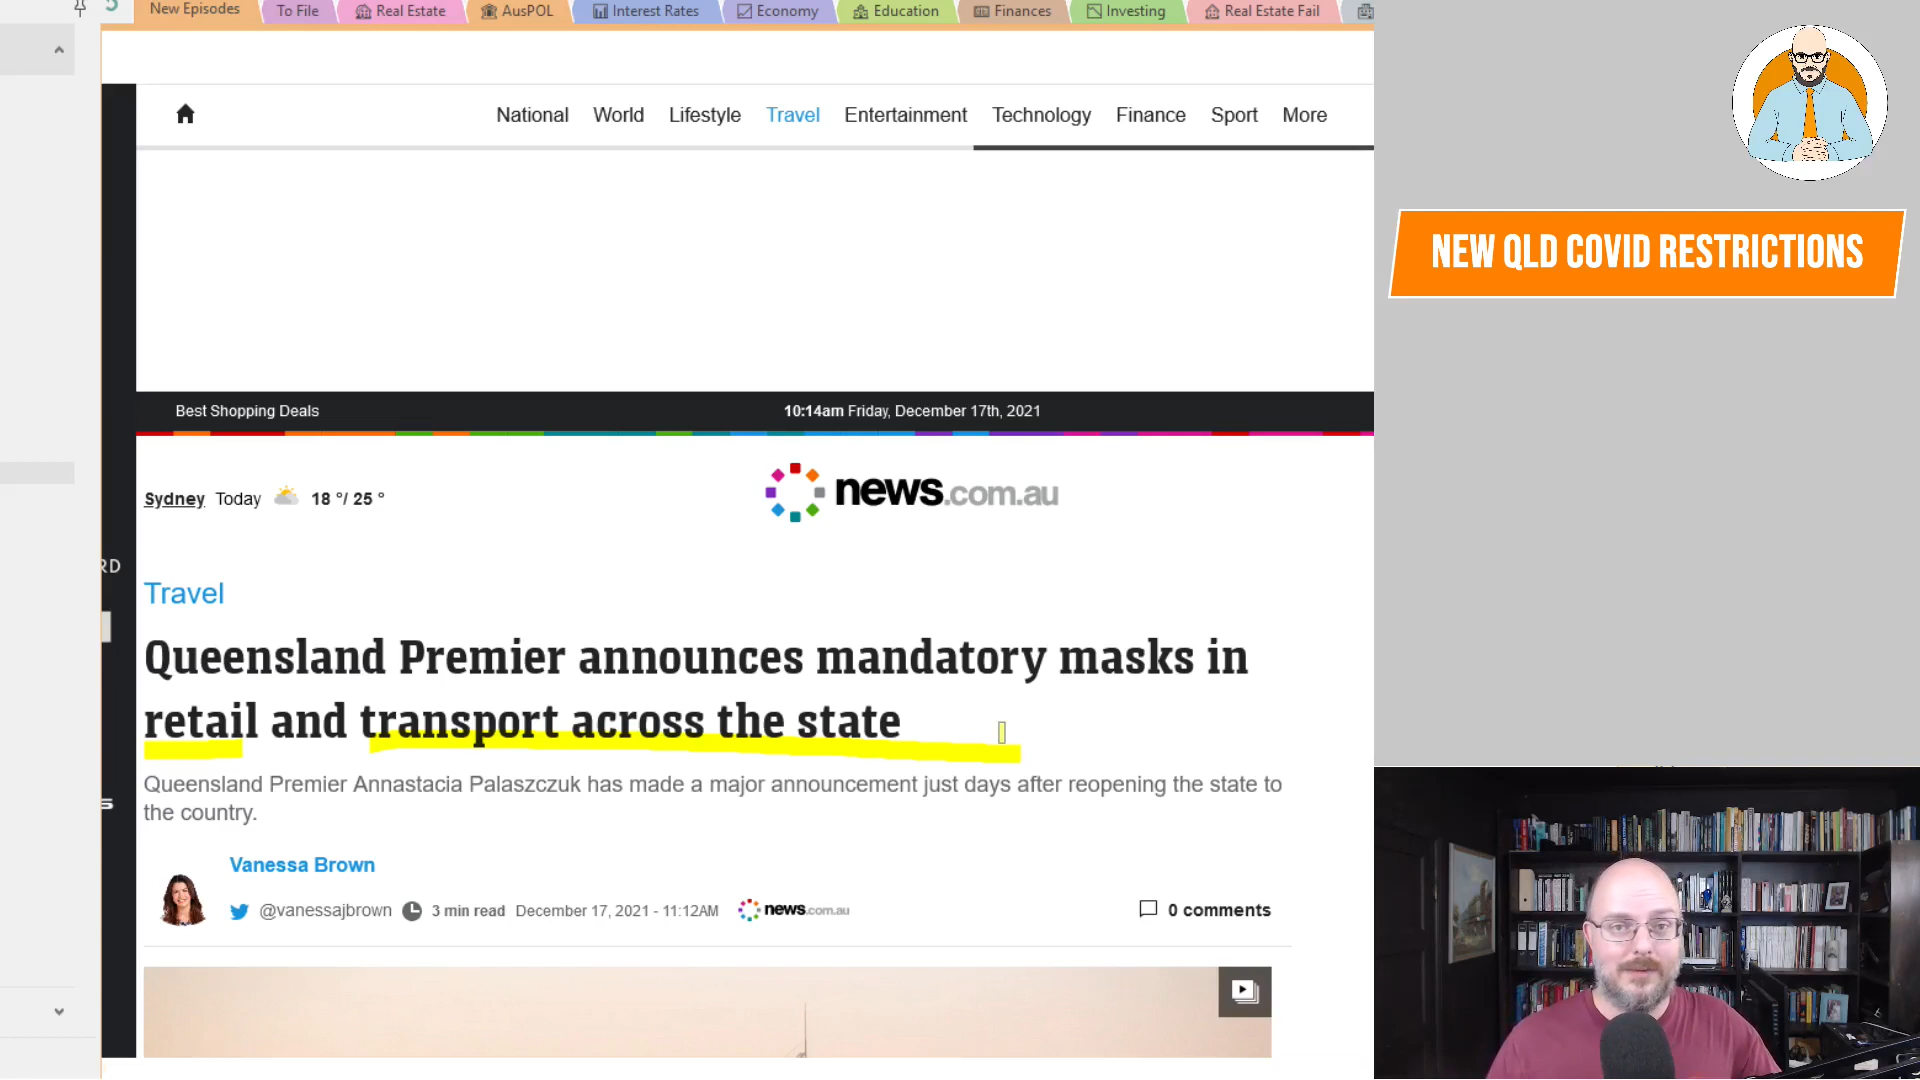 New Episodes
To File
Real Estate
AusPOL
Interest Rates
Economy
Education
Finances
Investing
Real Estate Fail
National
World
Lifestyle
Travel
Entertainment
Technology
Finance
Sport
More
NEW QLD COVID RESTRICTIONS
Best Shopping Deals
10:14am Friday, December 17th, 2021
Sydney Today 18 °/ 25 °
news.com.au
RD
Travel
Queensland Premier announces mandatory masks in
retail and transport across the state
Queensland Premier Annastacia Palaszczuk has made a major announcement just days after reopening the state to
the country.
Vanessa Brown
@vanessajbrown
3 min read
December 17, 2021 - 11:12AM
news.com.au
0 comments